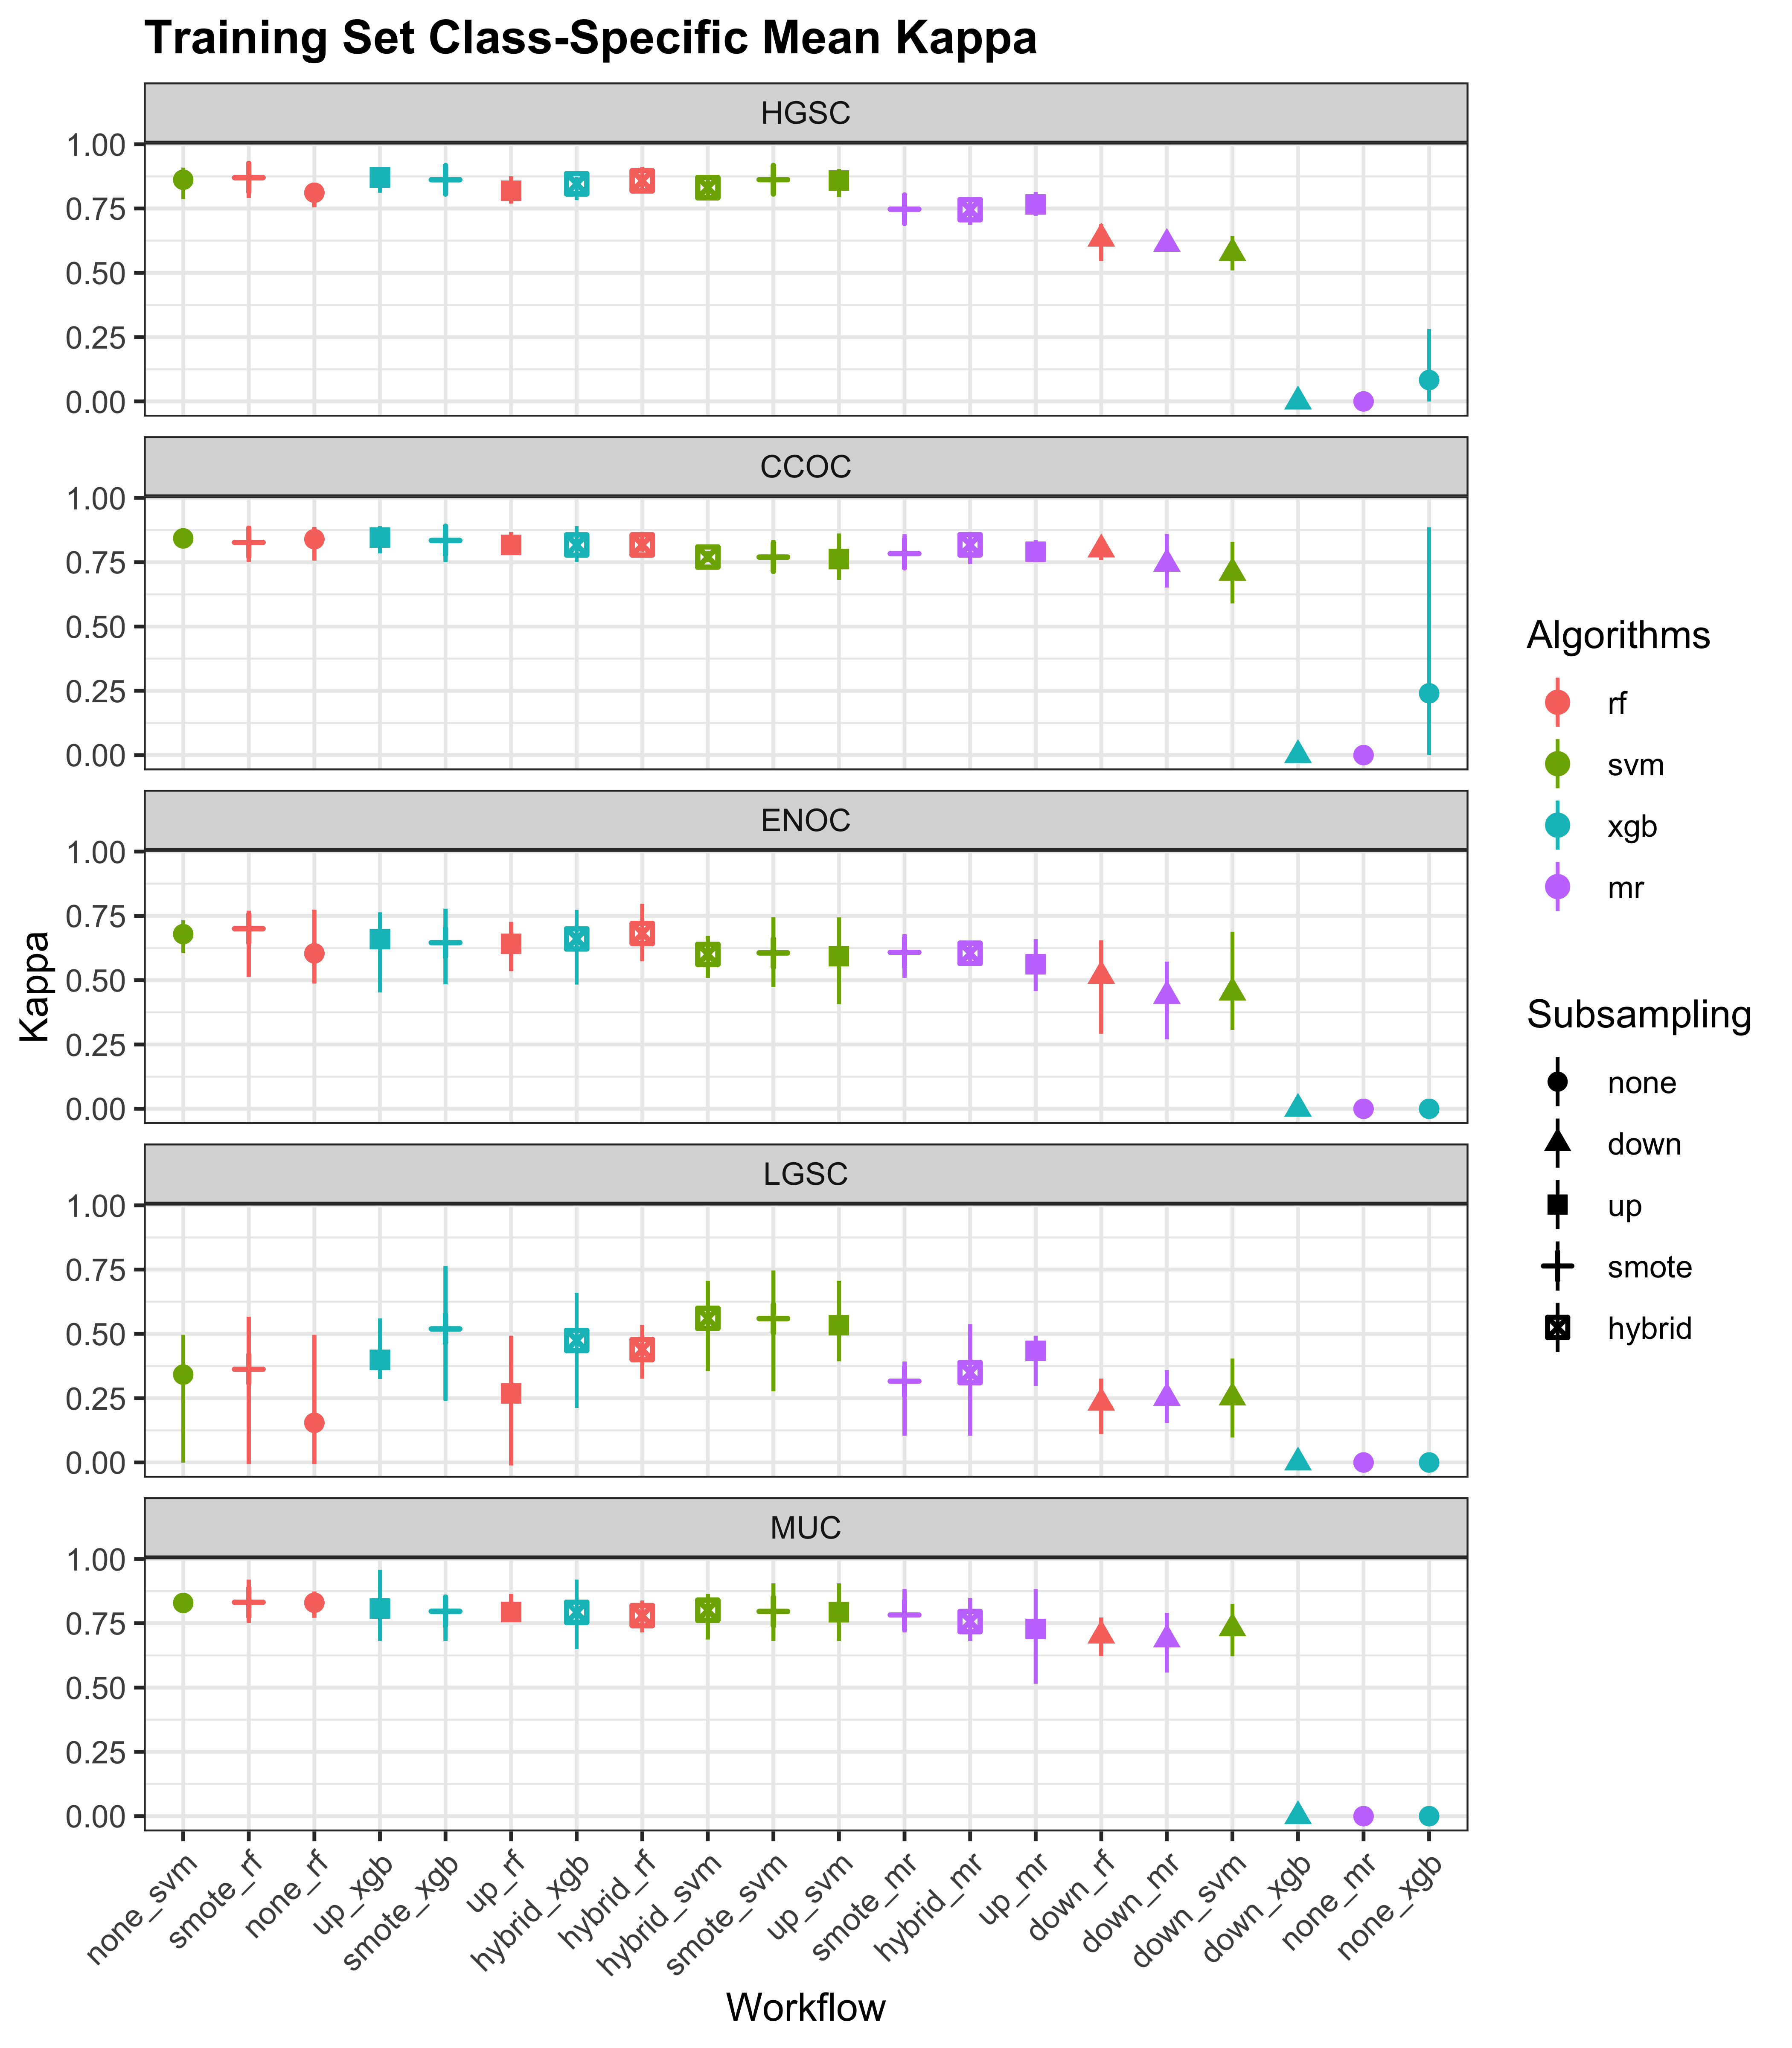 Training Set Class-Specific Mean Kappa
HGSC
1.00
0.75
0.50
0.25
0.00
CCOC
1.00
0.75
0.50
0.25
0.00
ENOC
1.00
0.75
0.50
0.25
0.00
LGSC
1.00
0.75
0.50
0.25
0.00
MUC
1.00
0.75
0.50
0.25
0.00
Kappa
none_svm
smote_rf
none_rf
up_xgb
smote_xgb
up_rf
hybrid_xgb
hybrid_rf
hybrid_svm
smote_svm
up_svm
smote_mr
hybrid_mr
up_mr
down_rf
down_mr
down_svm
down_xgb
none_mr
none_xgb
Workflow
Algorithms
rf
svm
xgb
mr
Subsampling
none
down
up
smote
hybrid